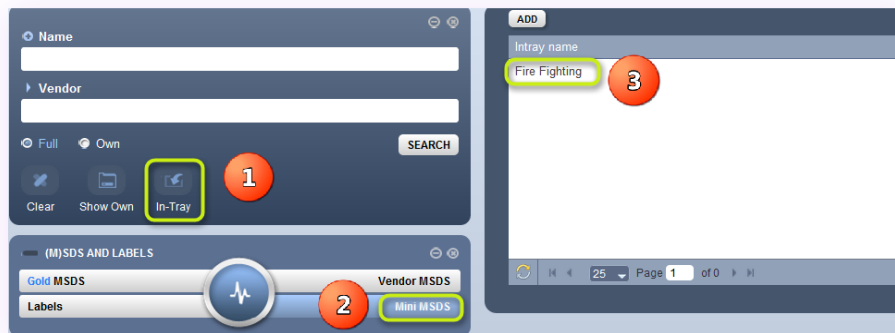 Name
Vendor
Full Own SEARCH
Clear Show Own In-Tray
1
(M)SDS AND LABELS
Gold MSDS Vendor MSDS
Labels Mini MSDS
2
ADD
Intray name
Fire Fighting
3
25 Page 1 of 0